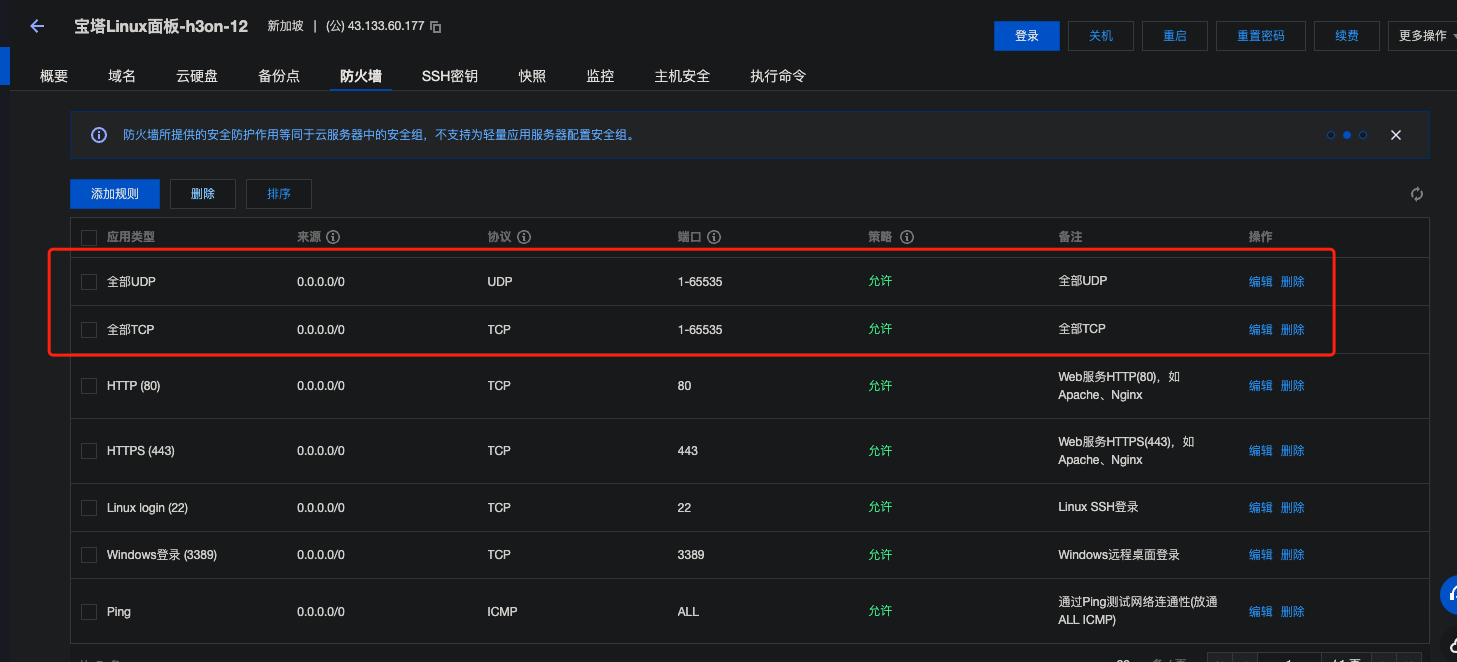 宝塔Linux面板-h3on-12 新加坡 | (公) 43.133.60.177
登录 关机 重启 重置密码 续费 更多操作
概要 域名 云硬盘 备份点 防火墙 SSH密钥 快照 监控 主机安全 执行命令
防火墙所提供的安全防护作用等同于云服务器中的安全组，不支持为轻量应用服务器配置安全组。
添加规则 删除 排序
应用类型 来源 协议 端口 策略 备注 操作
全部UDP 0.0.0.0/0 UDP 1-65535 允许 全部UDP 编辑 删除
全部TCP 0.0.0.0/0 TCP 1-65535 允许 全部TCP 编辑 删除
HTTP (80) 0.0.0.0/0 TCP 80 允许 Web服务HTTP(80)，如
Apache、Nginx 编辑 删除
HTTPS (443) 0.0.0.0/0 TCP 443 允许 Web服务HTTPS(443)，如
Apache、Nginx 编辑 删除
Linux login (22) 0.0.0.0/0 TCP 22 允许 Linux SSH登录 编辑 删除
Windows登录 (3389) 0.0.0.0/0 TCP 3389 允许 Windows远程桌面登录 编辑 删除
Ping 0.0.0.0/0 ICMP ALL 允许 通过Ping测试网络连通性(放通
ALL ICMP) 编辑 删除